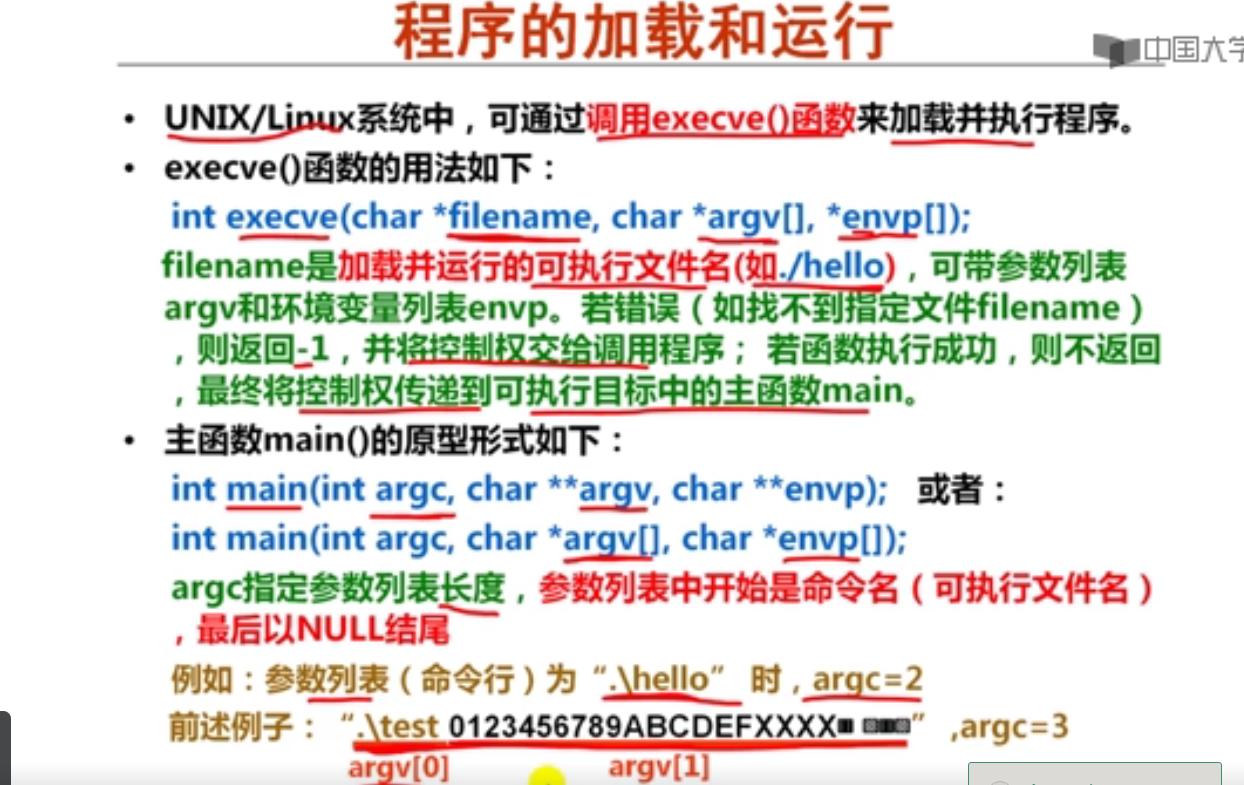 程序的加载和运行
中国大学
• UNIX/Linux系统中，可通过调用execve()函数来加载并执行程序。
• execve()函数的用法如下：
int execve(char *filename, char *argv[], *envp[]);
filename是加载并运行的可执行文件名(如./hello)，可带参数列表
argv和环境变量列表envp。若错误（如找不到指定文件filename）
，则返回-1，并将控制权交给调用程序； 若函数执行成功，则不返回
，最终将控制权传递到可执行目标中的主函数main。
• 主函数main()的原型形式如下：
int main(int argc, char **argv, char **envp); 或者：
int main(int argc, char *argv[], char *envp[]);
argc指定参数列表长度，参数列表中开始是命令名（可执行文件名）
，最后以NULL结尾
例如：参数列表（命令行）为“.\hello” 时，argc=2
前述例子：“.\test 0123456789ABCDEFXXXX ” ,argc=3
argv[0] argv[1]